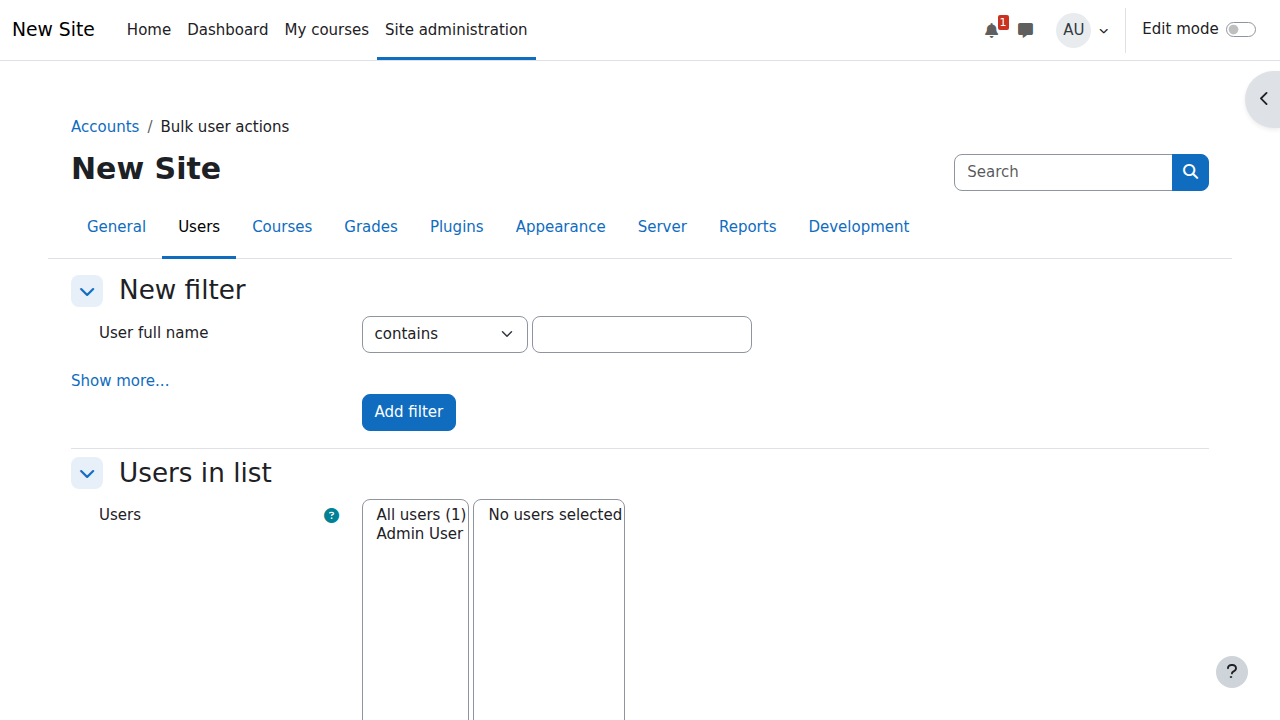 New Site
Home
Dashboard
My courses
Site administration
1
AU
Edit mode
Accounts / Bulk user actions
New Site
Search
General
Users
Courses
Grades
Plugins
Appearance
Server
Reports
Development
New filter
User full name
contains
Show more...
Add filter
Users in list
Users
?
All users (1)
Admin User
No users selected
?